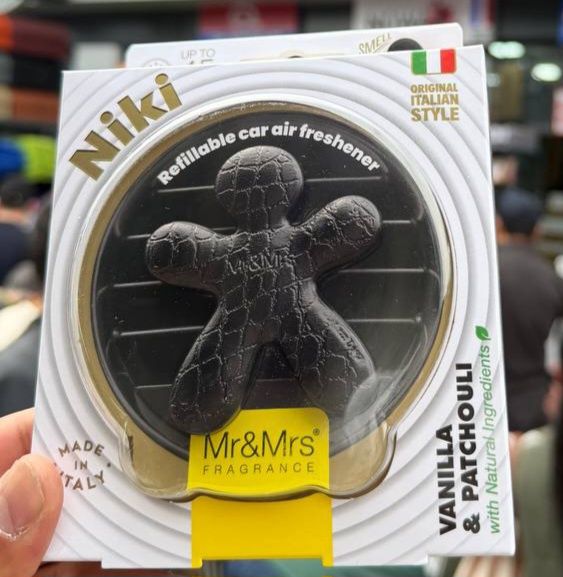 UP TO
SMELL
Niki
ORIGINAL
ITALIAN
STYLE
Refillable car air freshener
Mr&Mrs
Mr&Mrs®
FRAGRANCE
MADE
IN
ITALY
VANILLA
& PATCHOULI
with Natural Ingredients